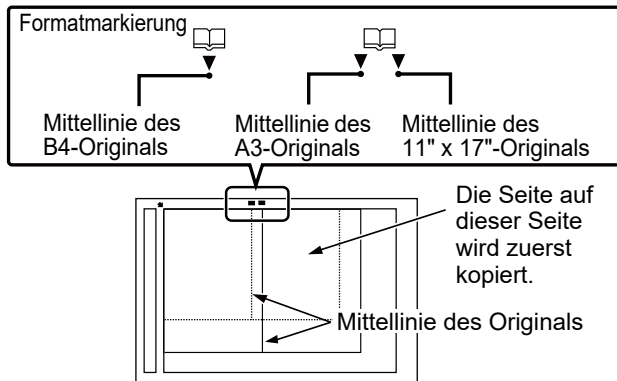 Formatmarkierung
Mittellinie des
B4-Originals
Mittellinie des
A3-Originals
Mittellinie des
11" x 17"-Originals
Die Seite auf
dieser Seite
wird zuerst
kopiert.
Mittellinie des Originals